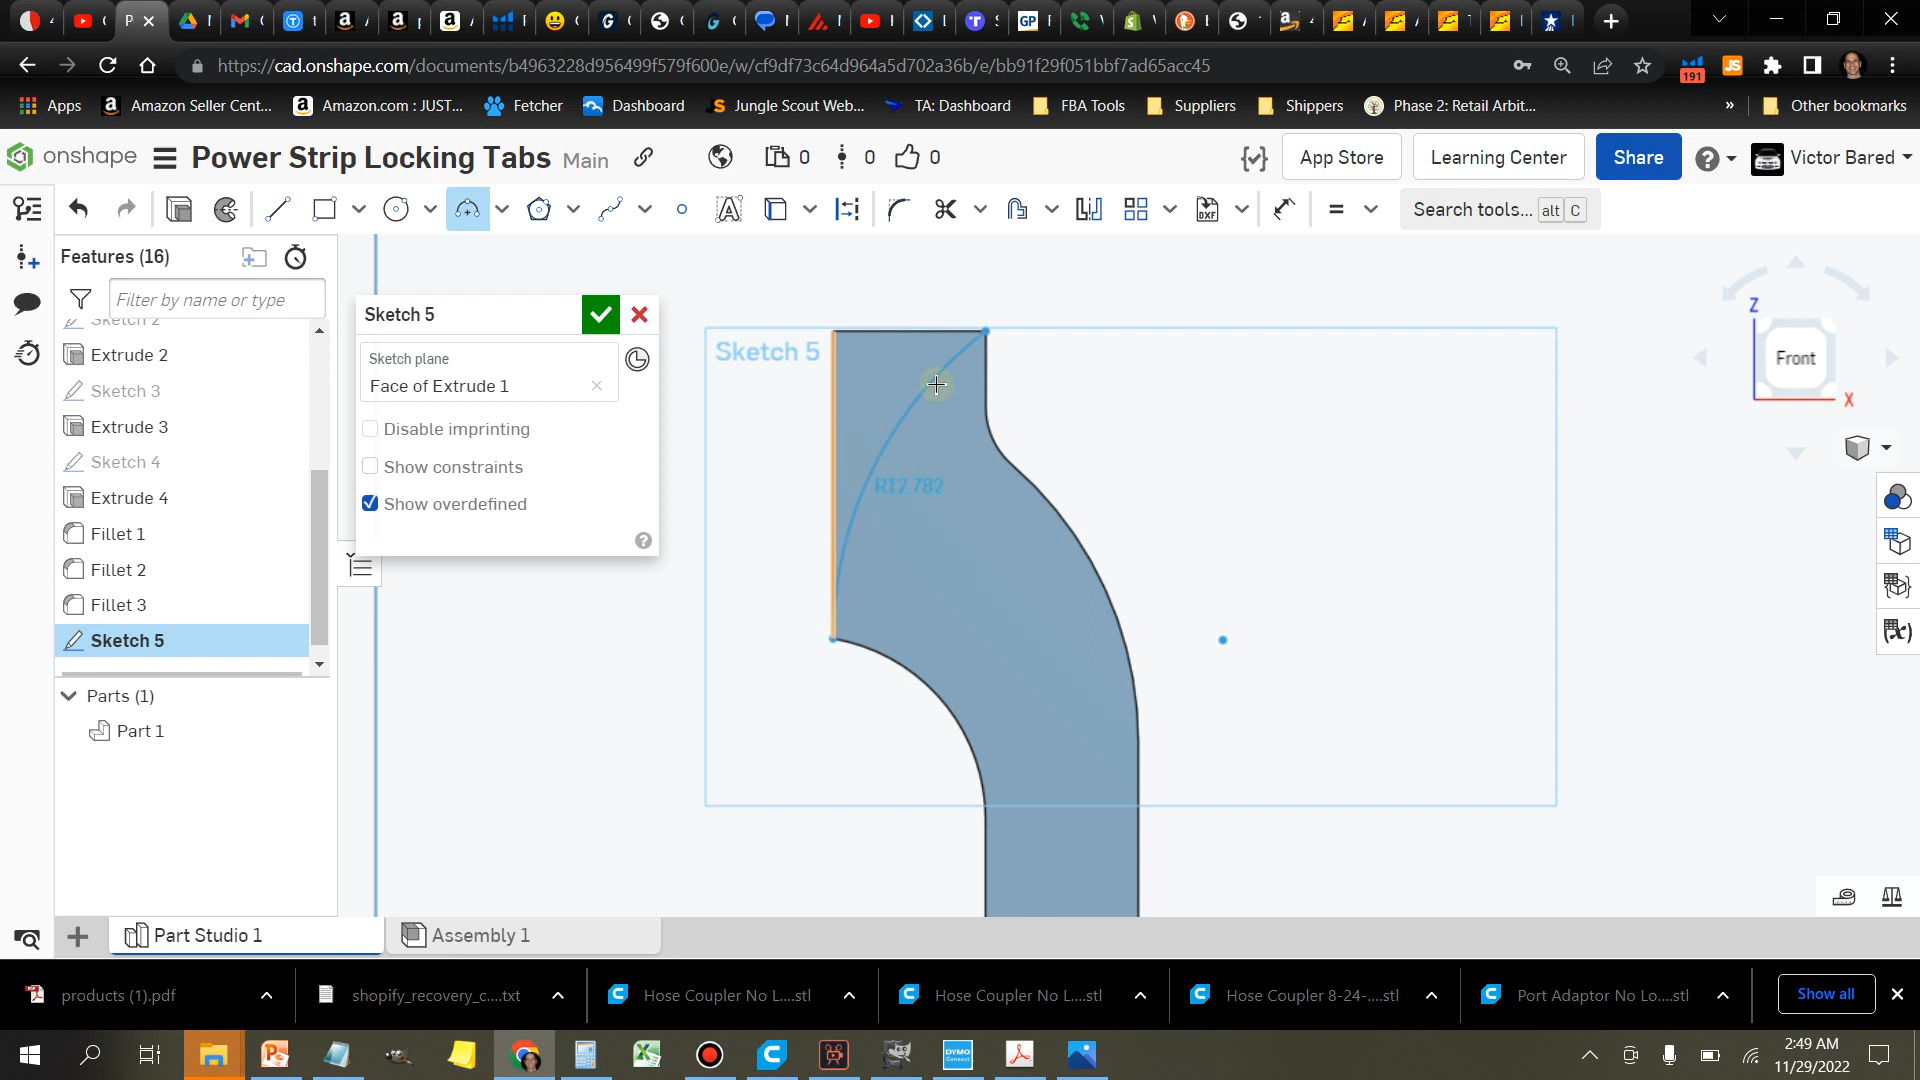 https://cad.onshape.com/documents/b4963228d956499f579f600e/w/cf9df73c64d964a5d702a36b/e/bb91f29f051bbf7ad65acc45
191
Apps
Amazon Seller Cent...
Amazon.com : JUST...
Fetcher
Dashboard
Jungle Scout Web...
TA: Dashboard
FBA Tools
Suppliers
Shippers
Phase 2: Retail Arbit...
»
Other bookmarks
onshape
Power Strip Locking Tabs Main
0
0
0
App Store
Learning Center
Share
Victor Bared
Search tools... alt C
Features (16)
Filter by name or type
Sketch 2
Extrude 2
Sketch 3
Extrude 3
Sketch 4
Extrude 4
Fillet 1
Fillet 2
Fillet 3
Sketch 5
Parts (1)
Part 1
Sketch 5
Sketch plane
Face of Extrude 1
Disable imprinting
Show constraints
Show overdefined
Sketch 5
R12.782
Z
Front
X
Part Studio 1
Assembly 1
products (1).pdf
shopify_recovery_c....txt
Hose Coupler No L....stl
Hose Coupler No L....stl
Hose Coupler 8-24-....stl
Port Adaptor No Lo....stl
Show all
2:49 AM
11/29/2022